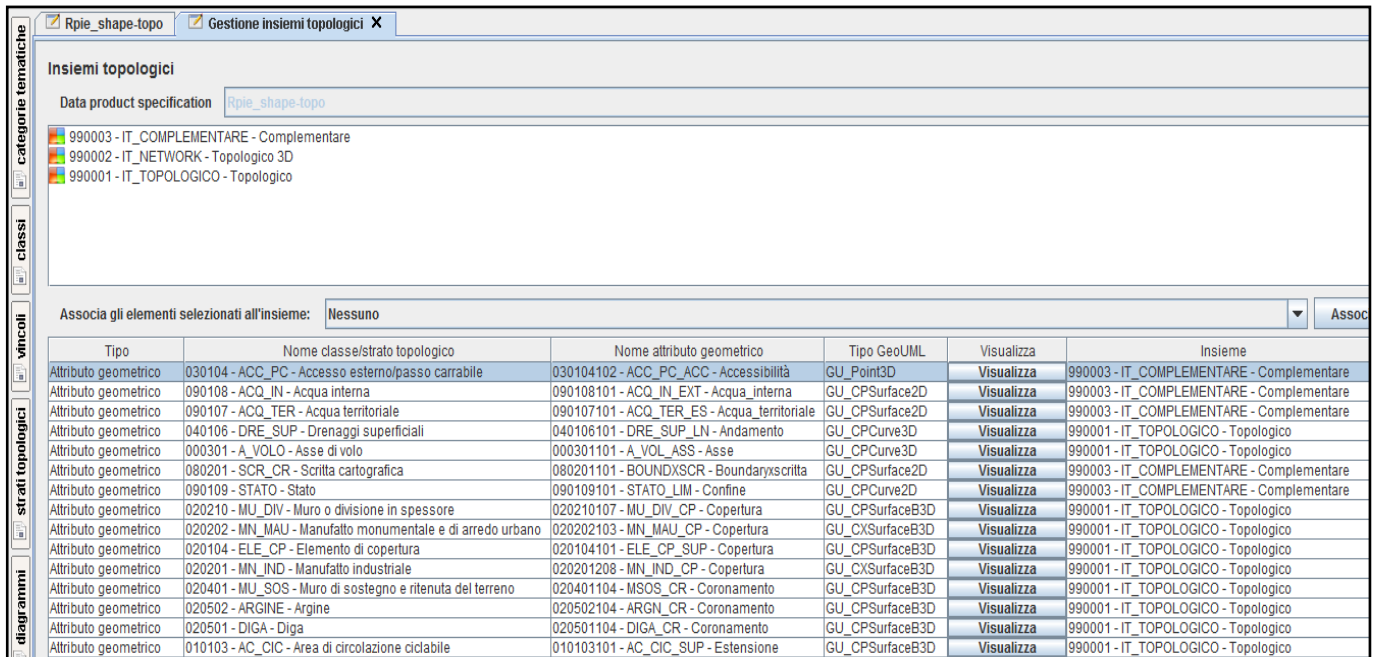 Rpie_shape-topo Gestione insiemi topologici X
Insiemi topologici
Data product specification Rpie_shape-topo
990003 - IT_COMPLEMENTARE - Complementare
990002 - IT_NETWORK - Topologico 3D
990001 - IT_TOPOLOGICO - Topologico
Associa gli elementi selezionati all'insieme: Nessuno Assoc
Tipo Nome classe/strato topologico Nome attributo geometrico Tipo GeoUML Visualizza Insieme
Attributo geometrico 030104 - ACC_PC - Accesso esterno/passo carrabile 030104102 - ACC_PC_ACC - Accessibilità GU_Point3D Visualizza 990003 - IT_COMPLEMENTARE - Complementare
Attributo geometrico 090108 - ACQ_IN - Acqua interna 090108101 - ACQ_IN_EXT - Acqua_interna GU_CPSurface2D Visualizza 990003 - IT_COMPLEMENTARE - Complementare
Attributo geometrico 090107 - ACQ_TER - Acqua territoriale 090107101 - ACQ_TER_ES - Acqua_territoriale GU_CPSurface2D Visualizza 990003 - IT_COMPLEMENTARE - Complementare
Attributo geometrico 040106 - DRE_SUP - Drenaggi superficiali 040106101 - DRE_SUP_LN - Andamento GU_CPCurve3D Visualizza 990001 - IT_TOPOLOGICO - Topologico
Attributo geometrico 000301 - A_VOLO - Asse di volo 000301101 - A_VOL_ASS - Asse GU_CPCurve3D Visualizza 990001 - IT_TOPOLOGICO - Topologico
Attributo geometrico 080201 - SCR_CR - Scritta cartografica 080201101 - BOUNDXSCR - Boundaryxscritta GU_CPSurface2D Visualizza 990003 - IT_COMPLEMENTARE - Complementare
Attributo geometrico 090109 - STATO - Stato 090109101 - STATO_LIM - Confine GU_CPCurve2D Visualizza 990003 - IT_COMPLEMENTARE - Complementare
Attributo geometrico 020210 - MU_DIV - Muro o divisione in spessore 020210107 - MU_DIV_CP - Copertura GU_CPSurfaceB3D Visualizza 990001 - IT_TOPOLOGICO - Topologico
Attributo geometrico 020202 - MN_MAU - Manufatto monumentale e di arredo urbano 020202103 - MN_MAU_CP - Copertura GU_CXSurfaceB3D Visualizza 990001 - IT_TOPOLOGICO - Topologico
Attributo geometrico 020104 - ELE_CP - Elemento di copertura 020104101 - ELE_CP_SUP - Copertura GU_CPSurfaceB3D Visualizza 990001 - IT_TOPOLOGICO - Topologico
Attributo geometrico 020201 - MN_IND - Manufatto industriale 020201208 - MN_IND_CP - Copertura GU_CXSurfaceB3D Visualizza 990001 - IT_TOPOLOGICO - Topologico
Attributo geometrico 020401 - MU_SOS - Muro di sostegno e ritenuta del terreno 020401104 - MSOS_CR - Coronamento GU_CPSurfaceB3D Visualizza 990001 - IT_TOPOLOGICO - Topologico
Attributo geometrico 020502 - ARGINE - Argine 020502104 - ARGN_CR - Coronamento GU_CPSurfaceB3D Visualizza 990001 - IT_TOPOLOGICO - Topologico
Attributo geometrico 020501 - DIGA - Diga 020501104 - DIGA_CR - Coronamento GU_CPSurfaceB3D Visualizza 990001 - IT_TOPOLOGICO - Topologico
Attributo geometrico 010103 - AC_CIC - Area di circolazione ciclabile 010103101 - AC_CIC_SUP - Estensione GU_CPSurfaceB3D Visualizza 990001 - IT_TOPOLOGICO - Topologico
categorie tematiche
classi
vincoli
strati topologici
diagrammi